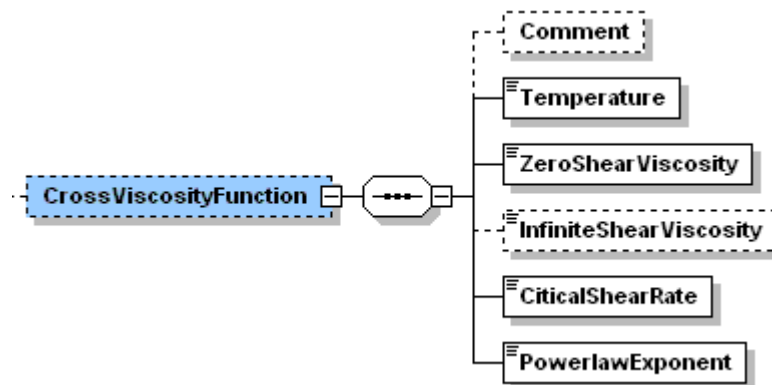 Comment
Temperature
ZeroShearViscosity
CrossViscosityFunction
InfiniteShearViscosity
CiticalShearRate
PowerlawExponent